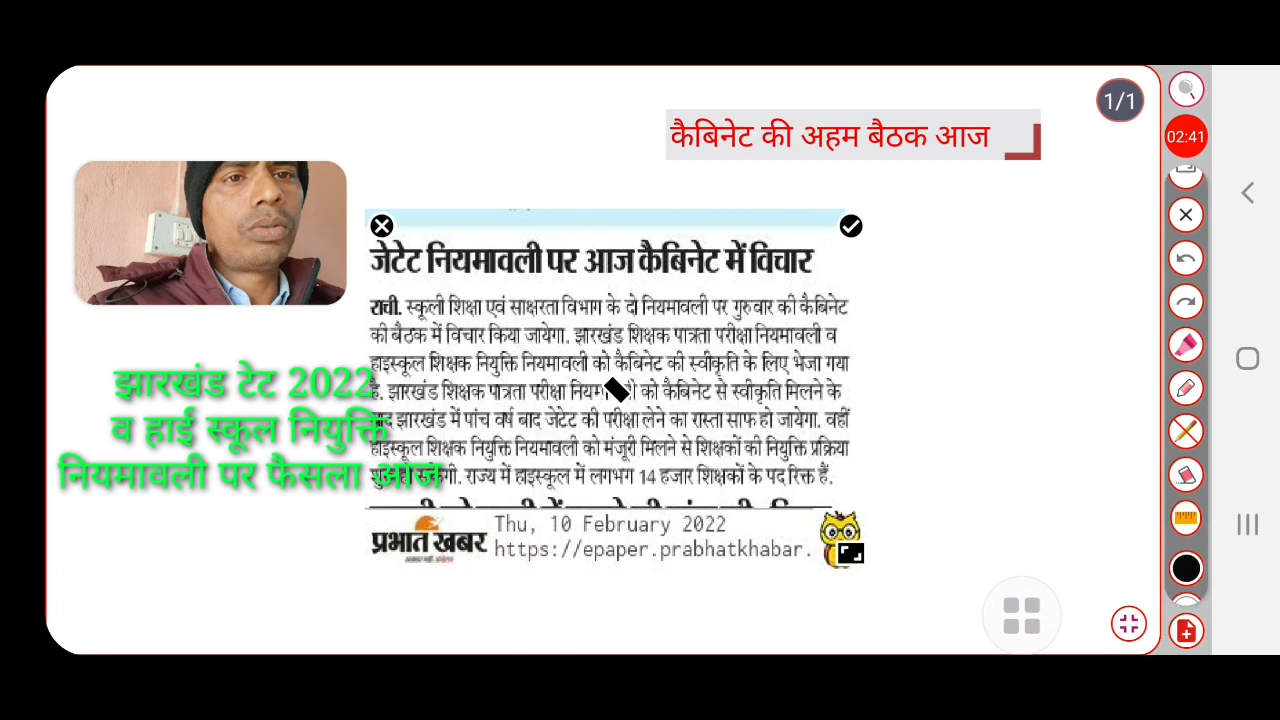 1/1
कैबिनेट की अहम बैठक आज
02:41
जेटेट नियमावली पर आज कैबिनेट में विचार
रांची. स्कूली शिक्षा एवं साक्षरता विभाग के दो नियमावली पर गुरुवार की कैबिनेट
की बैठक में विचार किया जायेगा. झारखंड शिक्षक पात्रता परीक्षा नियमावली व
हाइस्कूल शिक्षक नियुक्ति नियमावली को कैबिनेट की स्वीकृति के लिए भेजा गया
है. झारखंड शिक्षक पात्रता परीक्षा को कैबिनेट से स्वीकृति मिलने के
बाद झारखंड में पांच वर्ष बाद जेटेट की परीक्षा लेने का रास्ता साफ हो जायेगा. वहीं
हाइस्कूल शिक्षक नियुक्ति नियमावली को मंजूरी मिलने से शिक्षकों की नियुक्ति प्रक्रिया
शुरू हो सकेगी. राज्य में हाइस्कूल में लगभग 14 हजार शिक्षकों के पद रिक्त हैं.
झारखंड टेट 2022
व हाई स्कूल नियुक्ति
नियमावली पर फैसला आज
प्रभात खबर
Thu, 10 February 2022
https://epaper.prabhatkhabar.